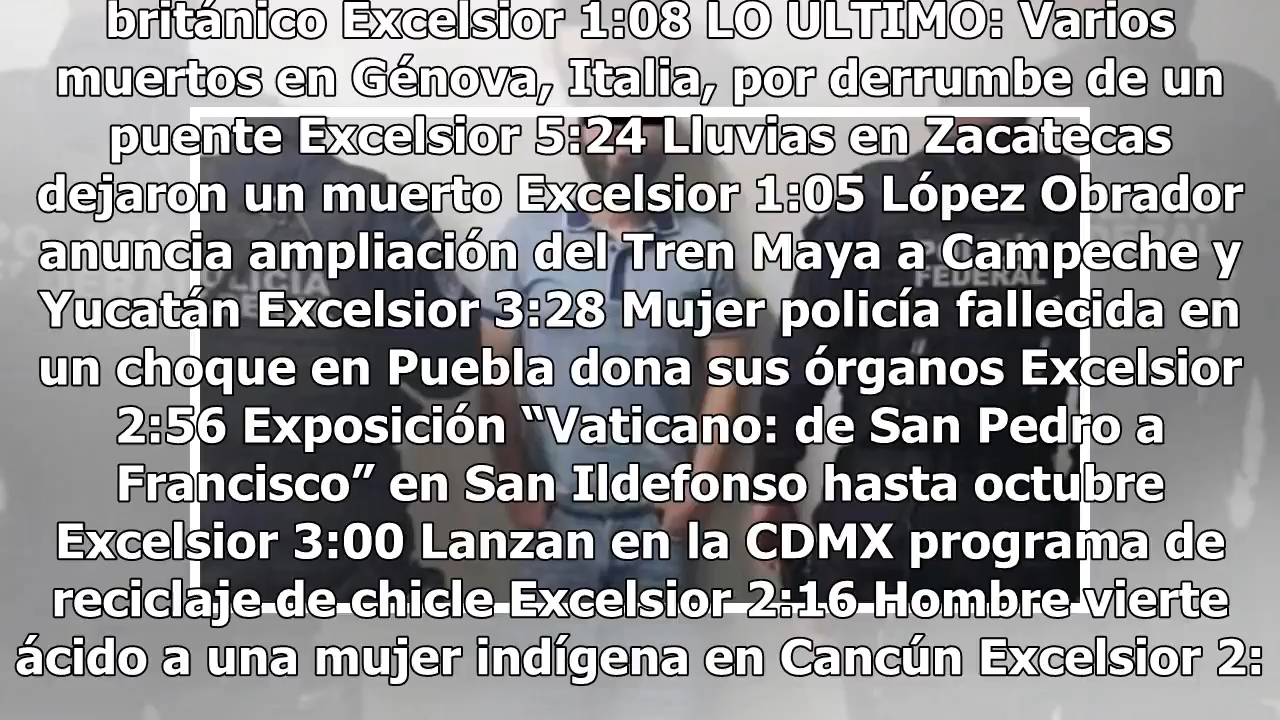 británico Excelsior 1:08 LO ÚLTIMO: Varios
muertos en Génova, Italia, por derrumbe de un
puente Excelsior 5:24 Lluvias en Zacatecas
dejaron un muerto Excelsior 1:05 López Obrador
anuncia ampliación del Tren Maya a Campeche y
Yucatán Excelsior 3:28 Mujer policía fallecida en
un choque en Puebla dona sus órganos Excelsior
2:56 Exposición “Vaticano: de San Pedro a
Francisco” en San Ildefonso hasta octubre
Excelsior 3:00 Lanzan en la CDMX programa de
reciclaje de chicle Excelsior 2:16 Hombre vierte
ácido a una mujer indígena en Cancún Excelsior 2:
POLICÍA
FEDERAL